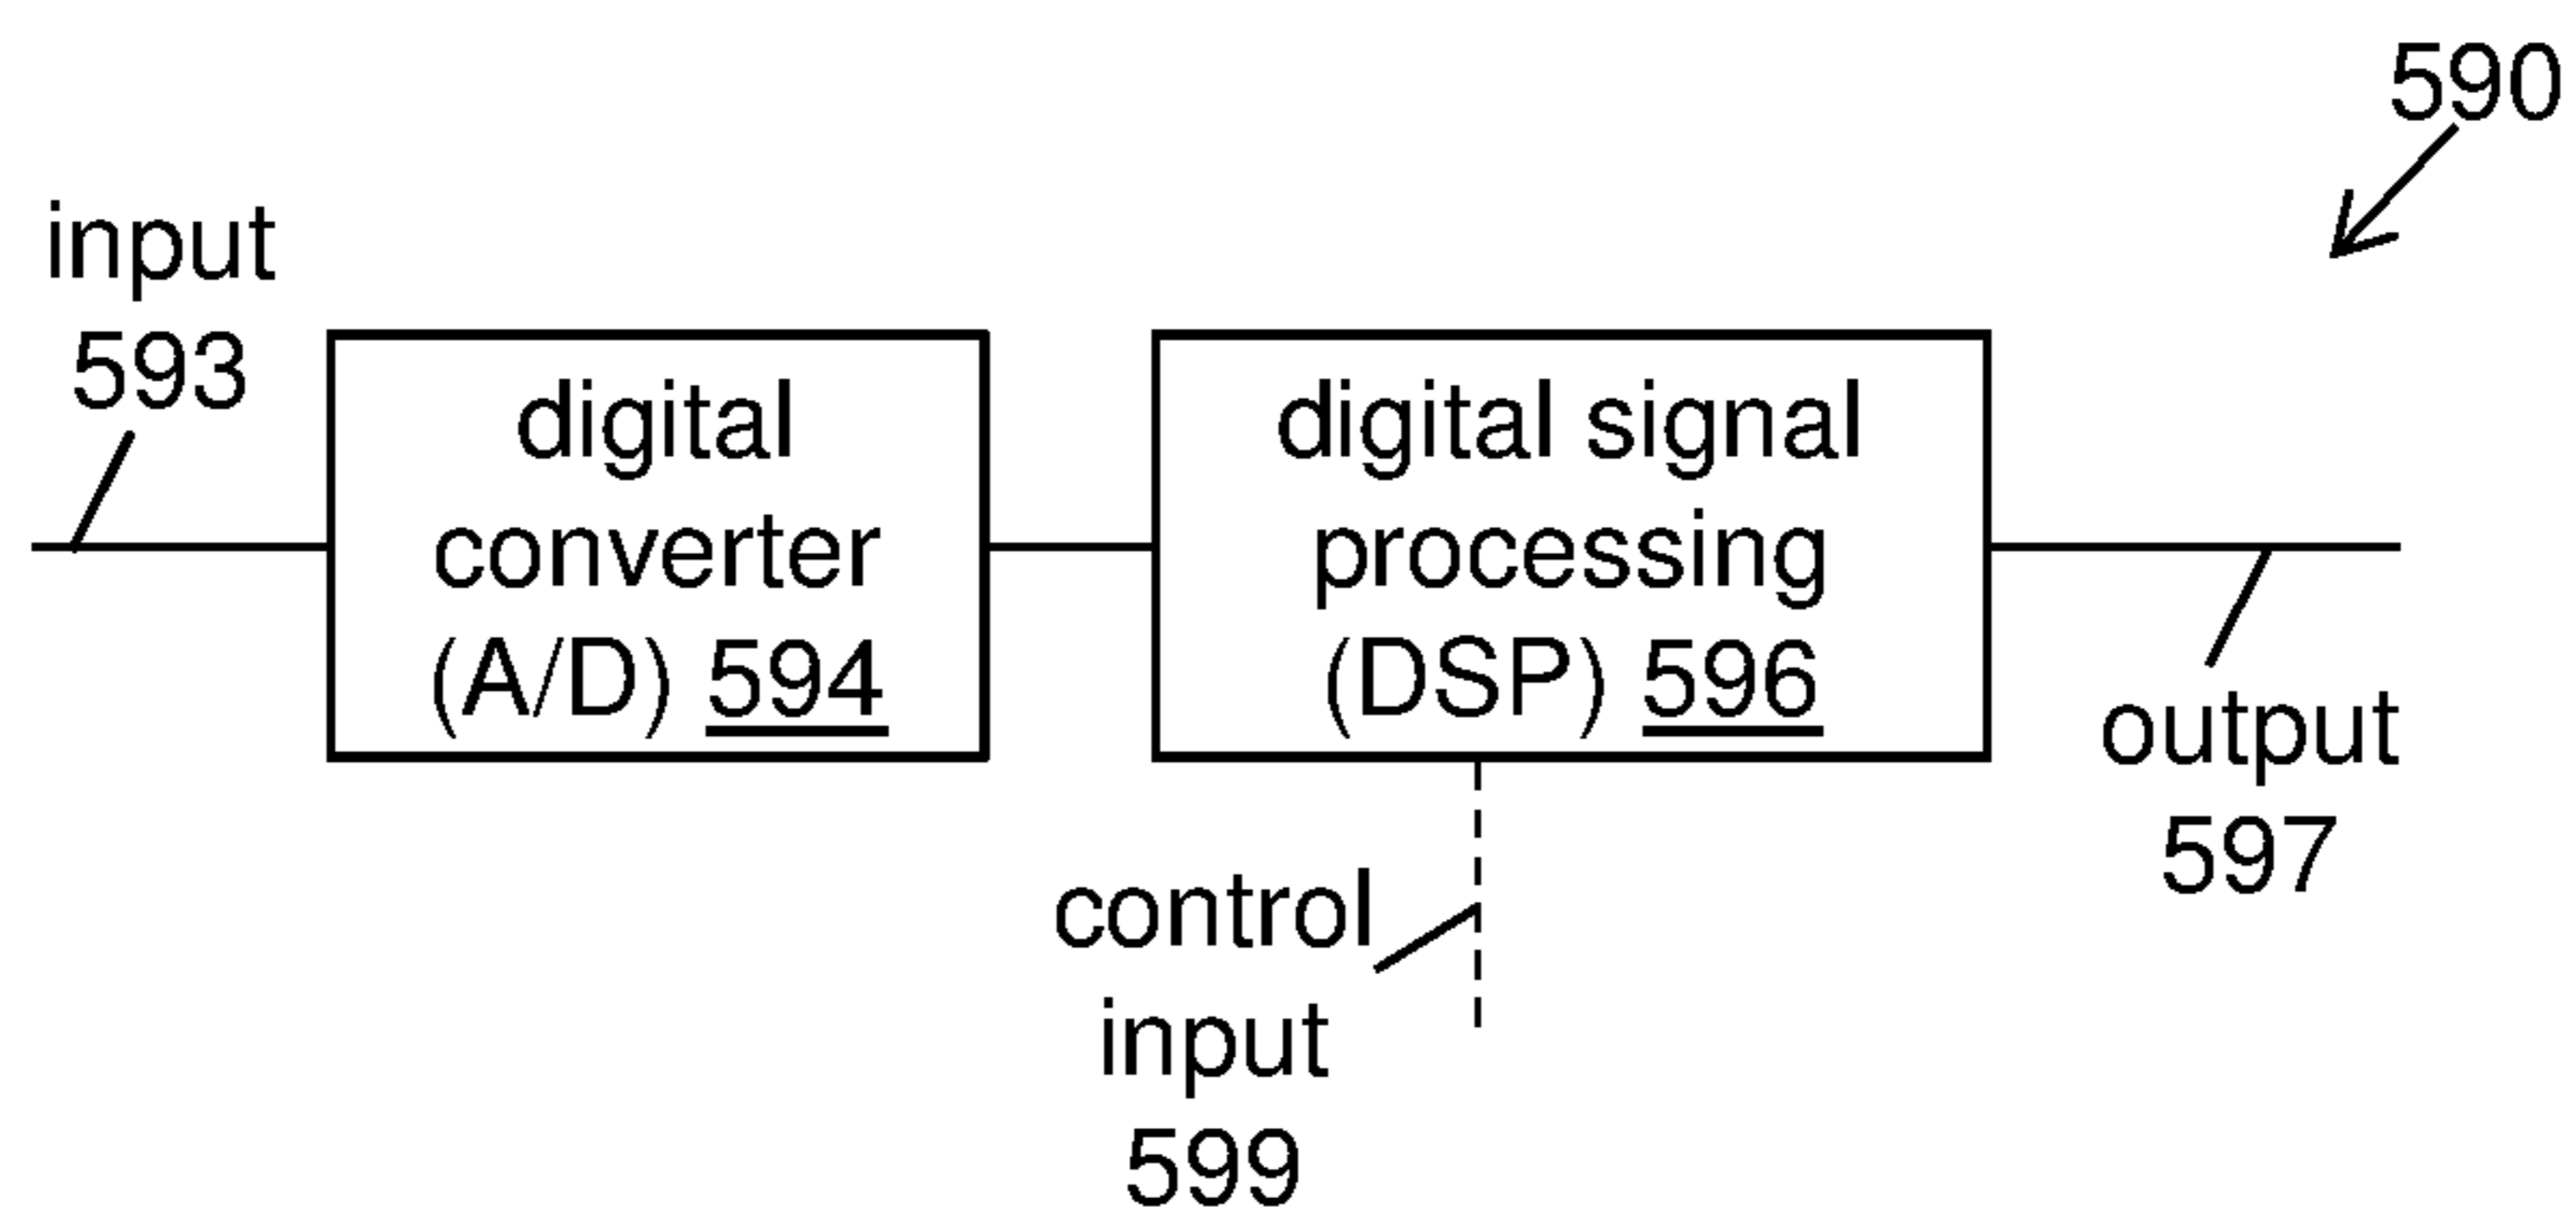 590
input
593
digital
converter
(A/D) 594
digital signal
processing
(DSP) 596
output
597
control
input
599